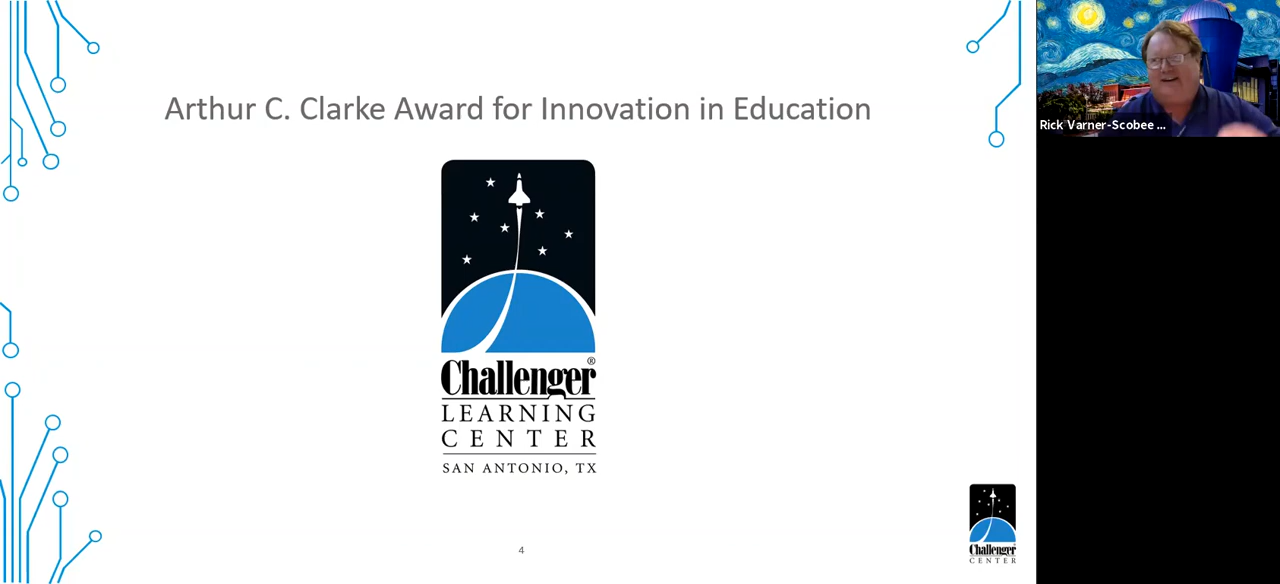 Arthur C. Clarke Award for Innovation in Education
Rick Varner-Scobee ...
Challenger®
LEARNING
CENTER
SAN ANTONIO, TX
Challenger
CENTER
4